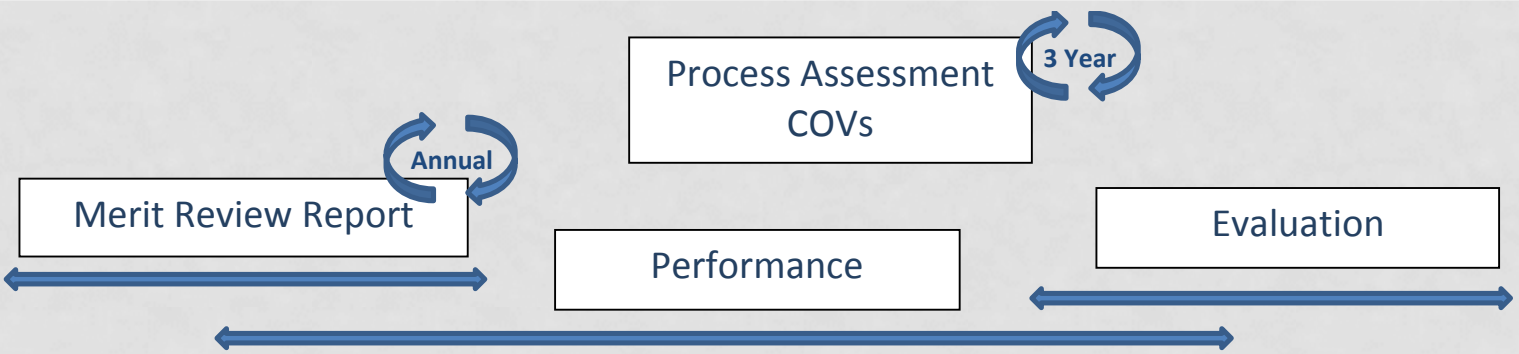 Process Assessment
COVs
3 Year
Annual
Merit Review Report
Performance
Evaluation